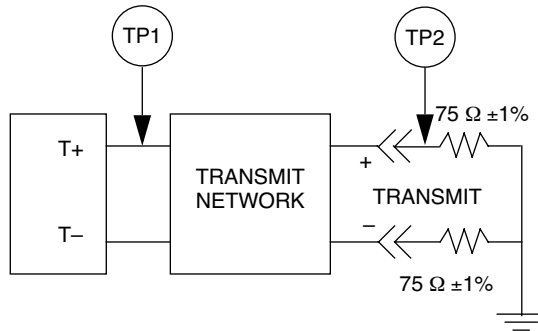 TP1
TP2
75 Ω ±1%
T+
+
TRANSMIT
NETWORK
TRANSMIT
T–
–
75 Ω ±1%